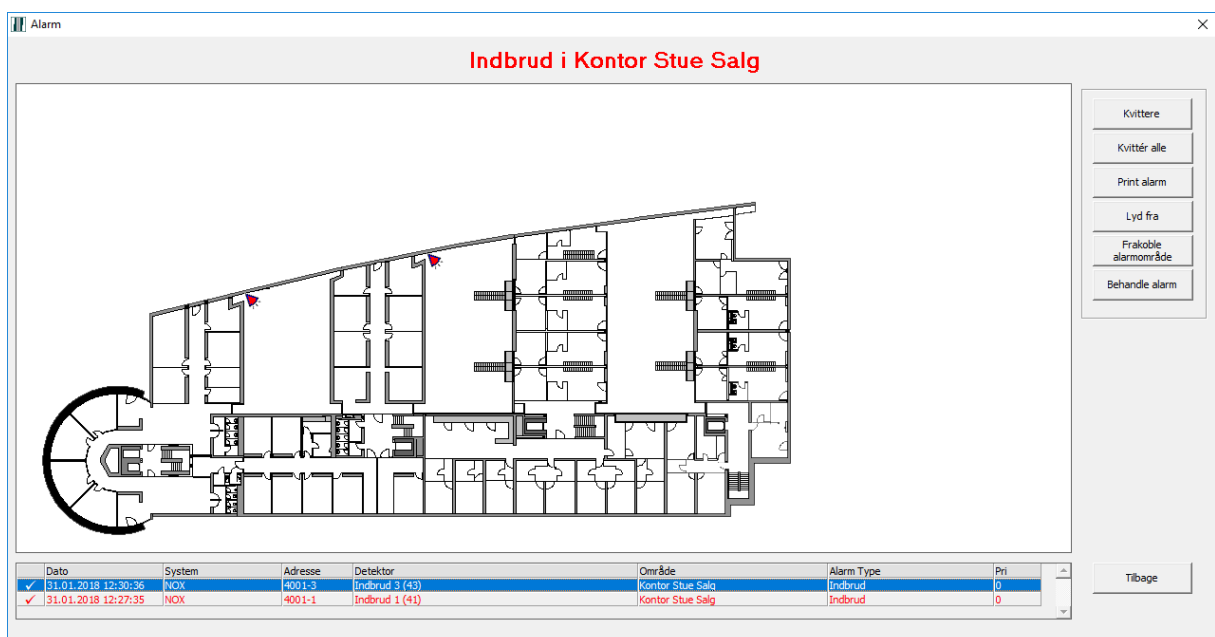 Alarm
Indbrud i Kontor Stue Salg
Kvittere
Kvittér alle
Print alarm
Lyd fra
Frakoble
alarmområde
Behandle alarm
Dato System Adresse Detektor Område Alarm Type Pri
31.01.2018 12:30:36 NOX 4001-3 Indbrud 3 (43) Kontor Stue Salg Indbrud 0
31.01.2018 12:27:35 NOX 4001-1 Indbrud 1 (41) Kontor Stue Salg Indbrud 0
Tilbage